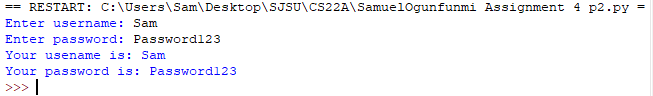 == RESTART: C:\Users\Sam\Desktop\SJSU\CS22A\SamuelOgunfunmi Assignment 4 p2.py =
Enter username: Sam
Enter password: Password123
Your usename is: Sam
Your password is: Password123
>>>